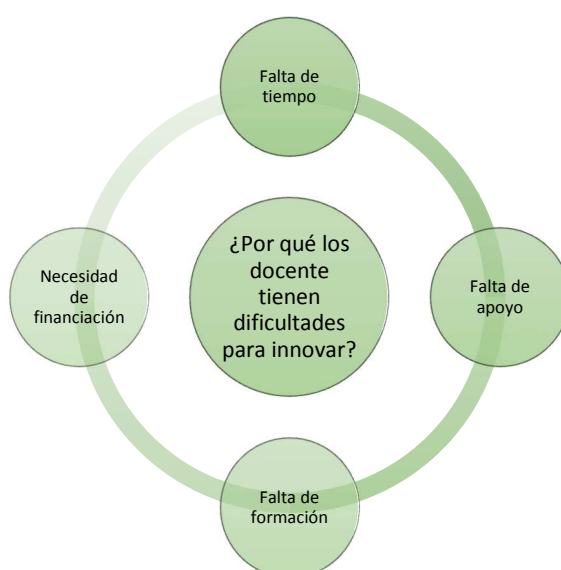 Falta de
tiempo
¿Por qué los
docente
tienen
dificultades
para innovar?
Necesidad
de
financiación
Falta de
apoyo
Falta de
formación